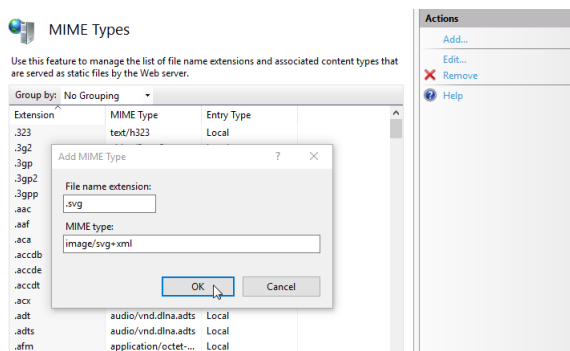 MIME Types
Use this feature to manage the list of file name extensions and associated content types that
are served as static files by the Web server.
Group by: No Grouping
Extension MIME Type Entry Type
.323 text/h323 Local
.3g2
.3gp
.3gp2
.3gpp
.aac
.aaf
.aca
.accdb
.accde
.accdt
.acx
.adt audio/vnd.dlna.adts Local
.adts audio/vnd.dlna.adts Local
.afm application/octet-... Local
Add MIME Type ?
File name extension:
.svg
MIME type:
image/svg+xml
OK Cancel
Actions
Add...
Edit...
Remove
Help